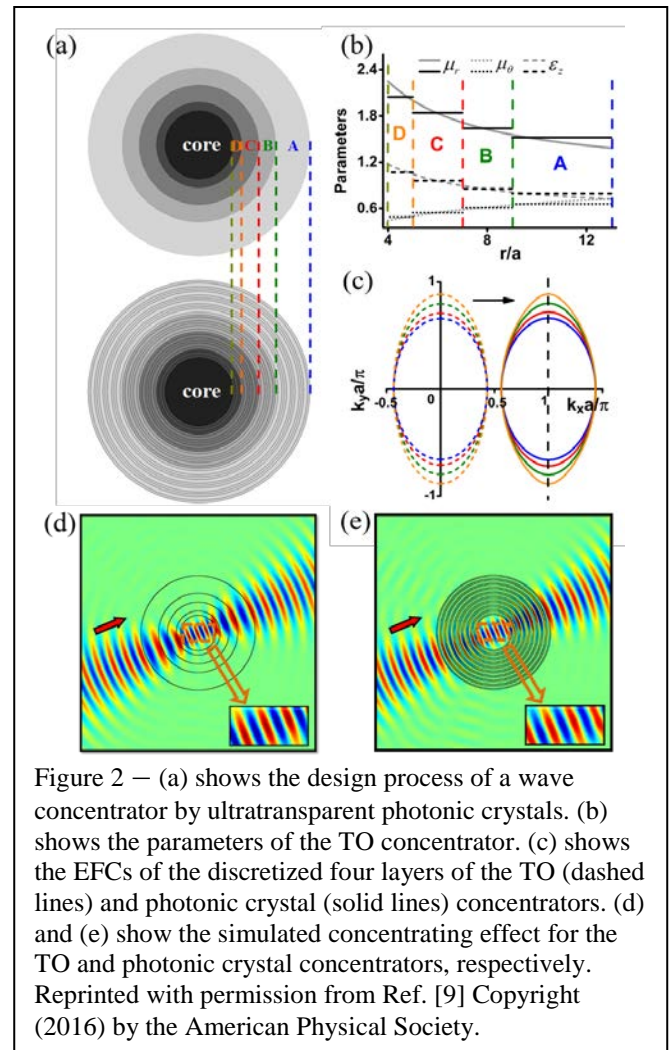 (a)
core
D C B A
core
(b)
μr μθ εz
2.4
1.8
1.2
0.6
Parameters
D
C
B
A
4 8 12
r/a
(c)
1
kya/π
-0.5 0 0.5 1 kxa/π
-1
(d)
(e)
Figure 2 – (a) shows the design process of a wave
concentrator by ultratransparent photonic crystals. (b)
shows the parameters of the TO concentrator. (c) shows
the EFCs of the discretized four layers of the TO (dashed
lines) and photonic crystal (solid lines) concentrators. (d)
and (e) show the simulated concentrating effect for the
TO and photonic crystal concentrators, respectively.
Reprinted with permission from Ref. [9] Copyright
(2016) by the American Physical Society.